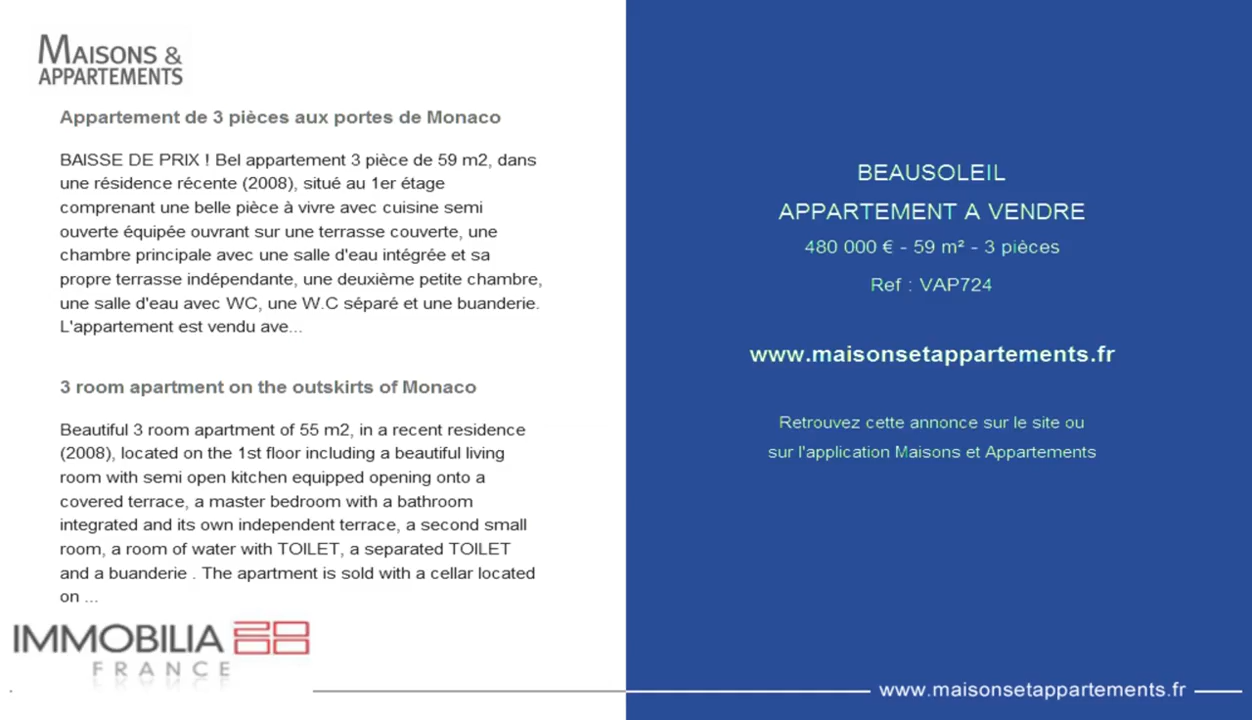 MAISONS &
APPARTEMENTS
Appartement de 3 pièces aux portes de Monaco
BAISSE DE PRIX ! Bel appartement 3 pièce de 59 m2, dans
une résidence récente (2008), situé au 1er étage
comprenant une belle pièce à vivre avec cuisine semi
ouverte équipée ouvrant sur une terrasse couverte, une
chambre principale avec une salle d'eau intégrée et sa
propre terrasse indépendante, une deuxième petite chambre,
une salle d'eau avec WC, une W.C séparé et une buanderie.
L'appartement est vendu ave...
3 room apartment on the outskirts of Monaco
Beautiful 3 room apartment of 55 m2, in a recent residence
(2008), located on the 1st floor including a beautiful living
room with semi open kitchen equipped opening onto a
covered terrace, a master bedroom with a bathroom
integrated and its own independent terrace, a second small
room, a room of water with TOILET, a separated TOILET
and a buanderie . The apartment is sold with a cellar located
on ...
IMMOBILIA
FRANCE
BEAUSOLEIL
APPARTEMENT A VENDRE
480 000 € - 59 m² - 3 pièces
Ref : VAP724
www.maisonsetappartements.fr
Retrouvez cette annonce sur le site ou
sur l'application Maisons et Appartements
www.maisonsetappartements.fr